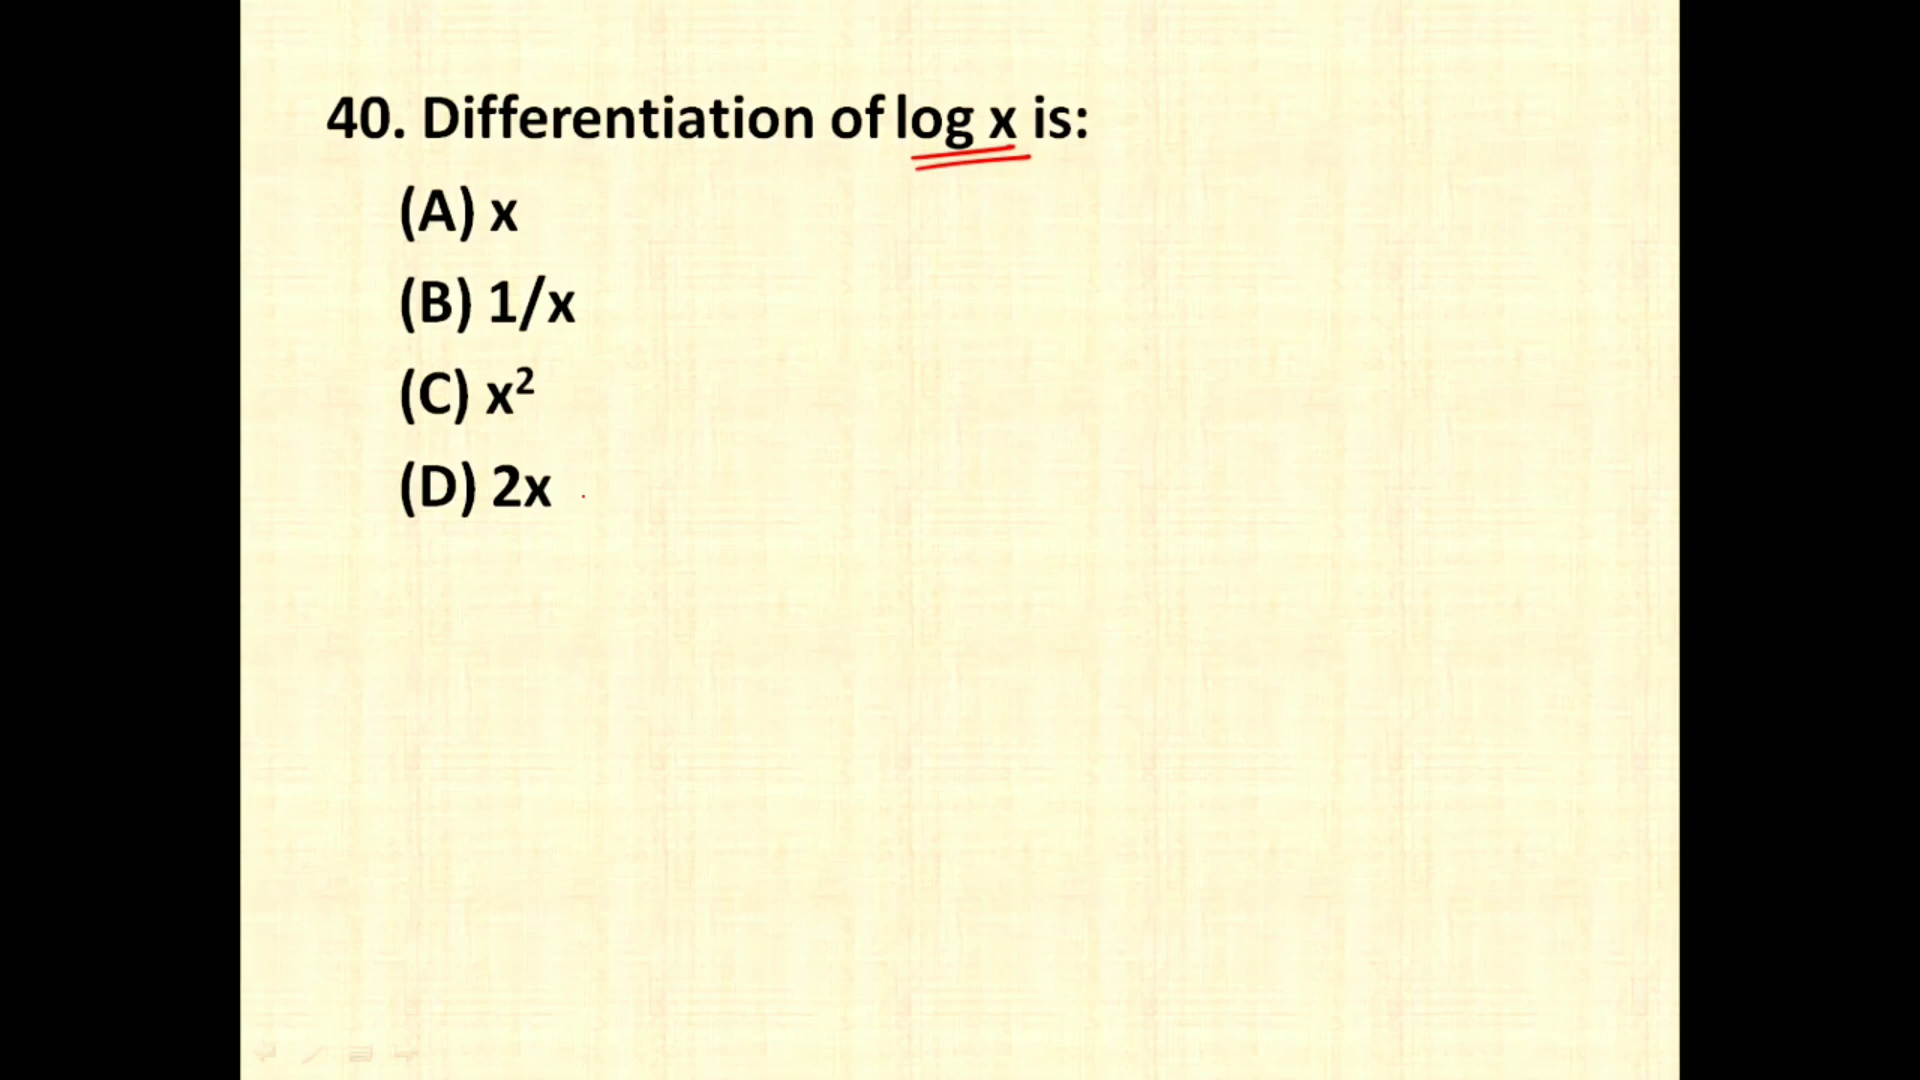 40. Differentiation of log x is:
(A) x
(B) 1/x
(C) x²
(D) 2x